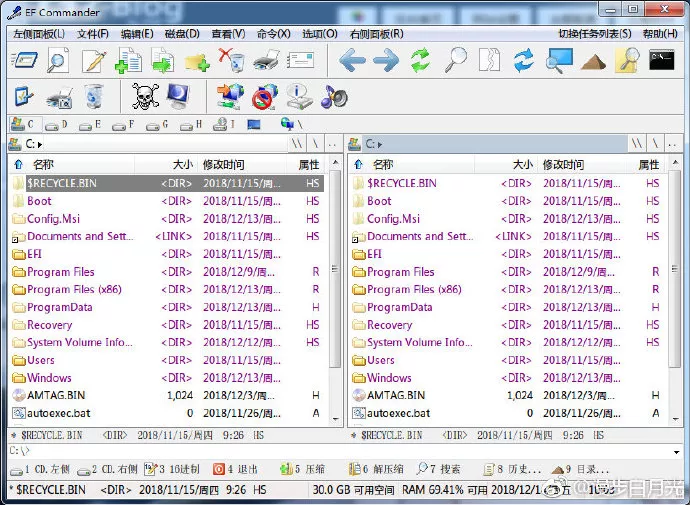 EF Commander
左侧面板(L) 文件(F) 编辑(E) 磁盘(D) 查看(V) 命令(X) 选项(O) 右侧面板(R) 切换任务列表(S) 帮助(H)
C D E F G H I \
C: \\ \ .. C: \\ \ ..
名称 大小 修改时间 属性 名称 大小 修改时间 属性
$RECYCLE.BIN <DIR> 2018/11/15/周... HS $RECYCLE.BIN <DIR> 2018/11/15/周... HS
Boot <DIR> 2018/11/15/周... HS Boot <DIR> 2018/11/15/周... HS
Config.Msi <DIR> 2018/12/13/周... HS Config.Msi <DIR> 2018/12/13/周... HS
Documents and Sett... <LINK> 2018/11/15/周... HS Documents and Sett... <LINK> 2018/11/15/周... HS
EFI <DIR> 2018/11/15/周... EFI <DIR> 2018/11/15/周...
Program Files <DIR> 2018/12/9/周... R Program Files <DIR> 2018/12/9/周... R
Program Files (x86) <DIR> 2018/12/13/周... R Program Files (x86) <DIR> 2018/12/13/周... R
ProgramData <DIR> 2018/12/13/周... H ProgramData <DIR> 2018/12/13/周... H
Recovery <DIR> 2018/11/15/周... HS Recovery <DIR> 2018/11/15/周... HS
System Volume Info... <DIR> 2018/12/12/周... HS System Volume Info... <DIR> 2018/12/12/周... HS
Users <DIR> 2018/11/15/周... R Users <DIR> 2018/11/15/周... R
Windows <DIR> 2018/12/13/周... Windows <DIR> 2018/12/13/周...
AMTAG.BIN 1,024 2018/12/3/周... H AMTAG.BIN 1,024 2018/12/3/周... H
autoexec.bat 0 2018/11/26/周... A autoexec.bat 0 2018/11/26/周... A
* $RECYCLE.BIN <DIR> 2018/11/15/周四 9:26 HS * $RECYCLE.BIN <DIR> 2018/11/15/周四 9:26 HS
C:\>
1 CD.左侧 2 CD.右侧 3 16进制 4 退出 5 压缩 6 解压缩 7 搜索 8 历史... 9 目录...
* $RECYCLE.BIN <DIR> 2018/11/15/周四 9:26 HS 30.0 GB 可用空间 RAM 69.41% 可用
@漫步白月光